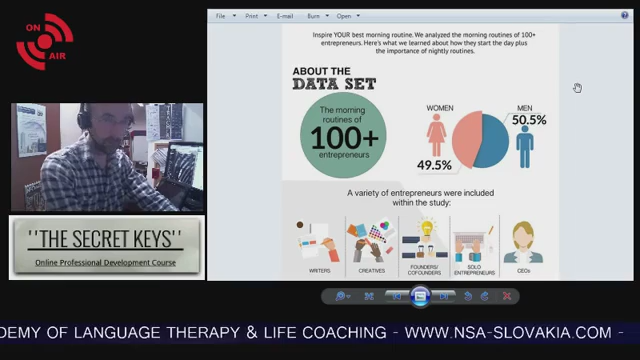 ON
AIR
File
Print
E-mail
Burn
Open
Inspire YOUR best morning routine. We analyzed the morning routines of 100+
entrepreneurs. Here's what we learned about how they start the day plus
the importance of nightly routines.
ABOUT THE
DATA SET
The morning
routines of
100+
entrepreneurs
WOMEN
49.5%
MEN
50.5%
A variety of entrepreneurs were included
within the study:
WRITERS
CREATIVES
FOUNDERS/
COFOUNDERS
SOLO
ENTREPRENEURS
CEOs
"THE SECRET KEYS"
Online Professional Development Course
DEMY OF LANGUAGE THERAPY & LIFE COACHING - WWW.NSA-SLOVAKIA.COM -